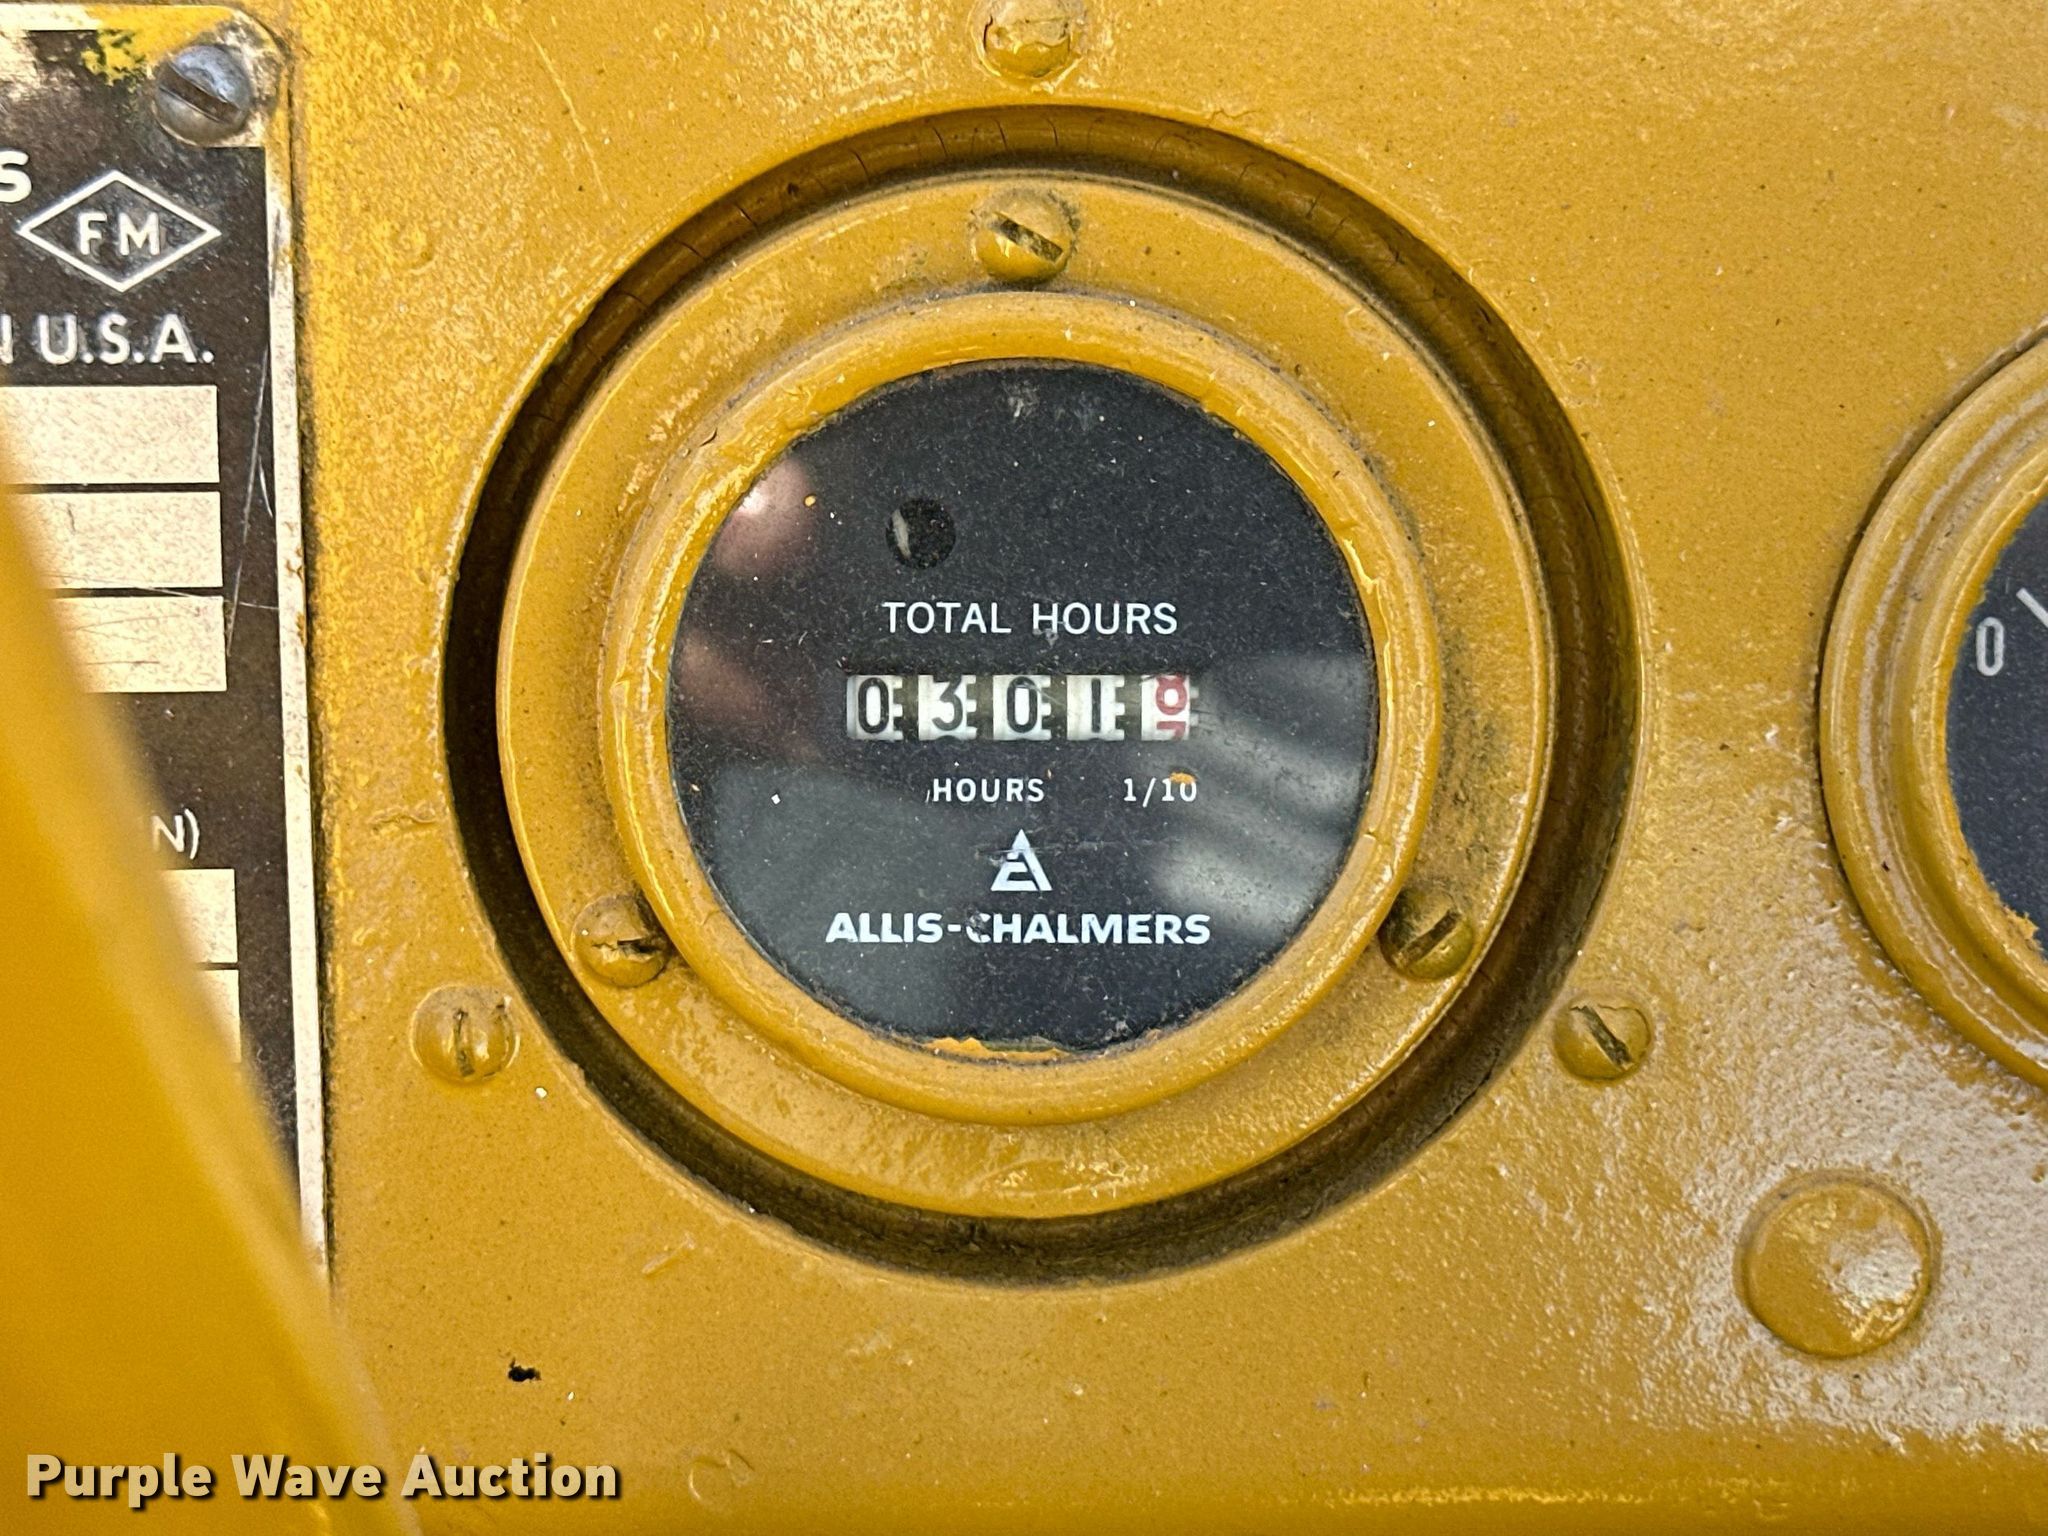 S
FM
N U.S.A.
N)
TOTAL HOURS
0301
HOURS 1/10
ALLIS-CHALMERS
0
Purple Wave Auction